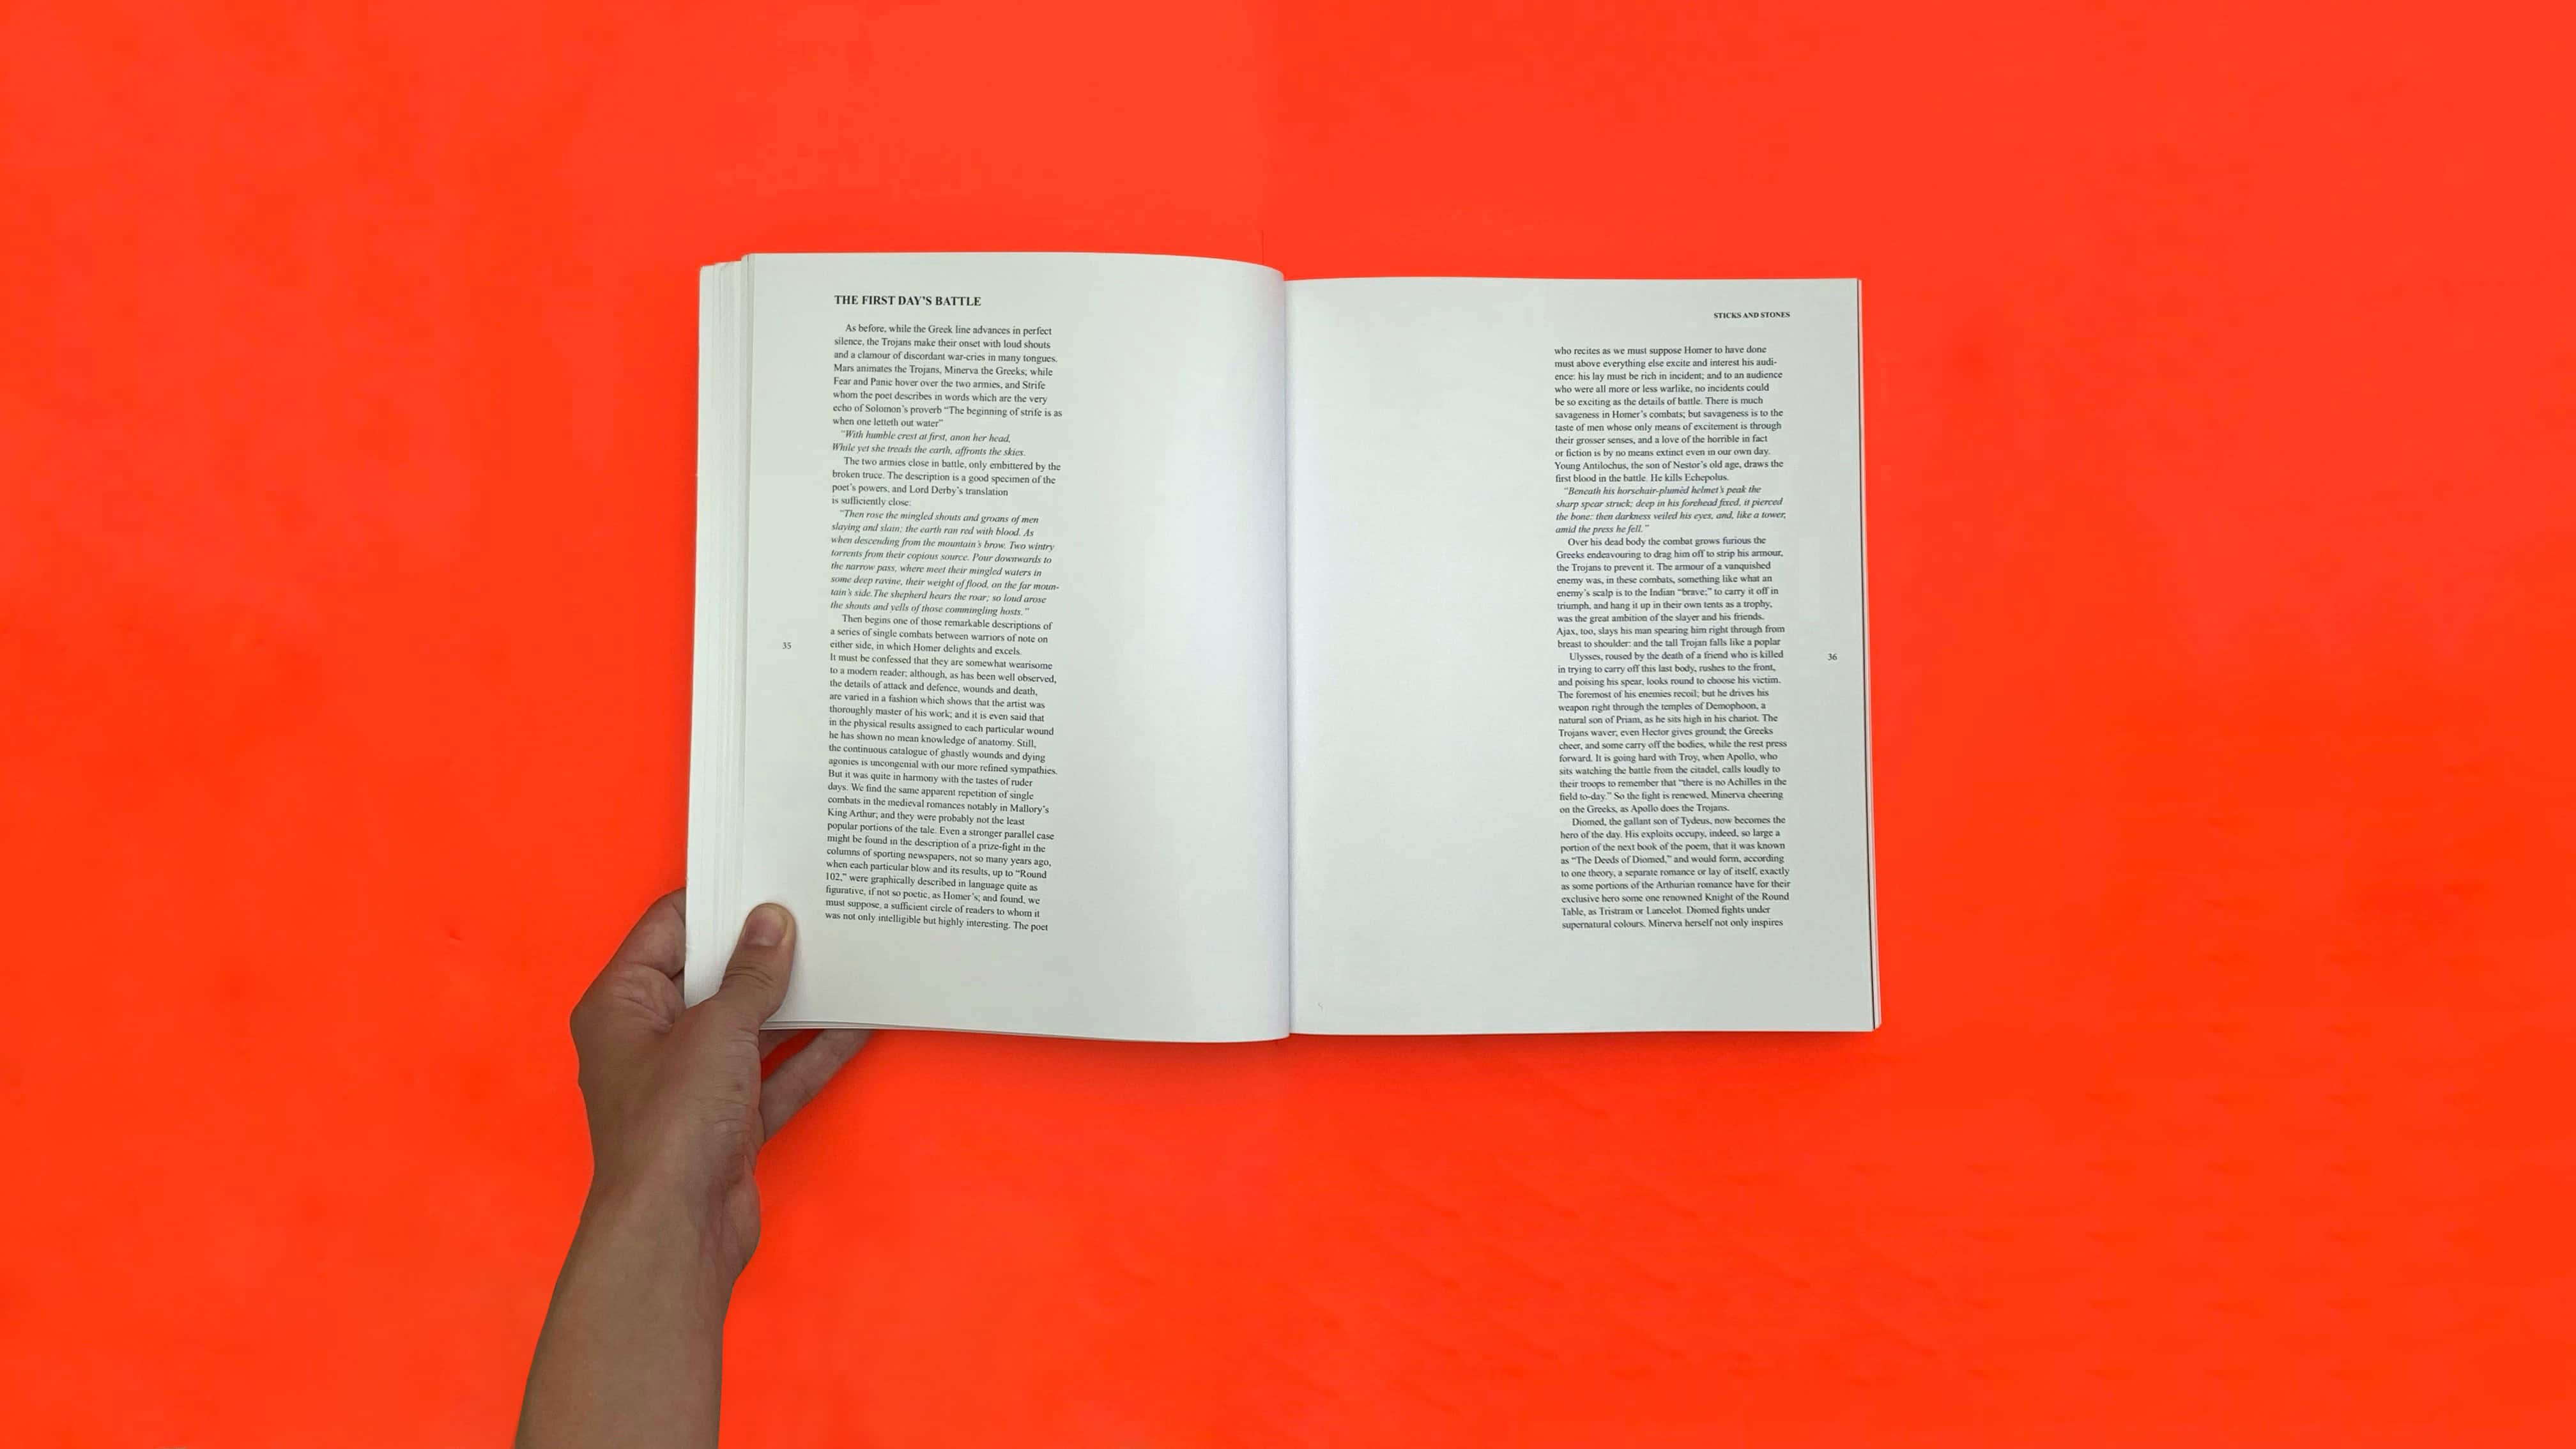 THE FIRST DAY'S BATTLE
As before, while the Greek line advances in perfect
silence, the Trojans make their onset with loud shouts
and a clamour of discordant war-cries in many tongues.
Mars animates the Trojans, Minerva the Greeks; while
Fear and Panic hover over the two armies, and Strife
whom the poet describes in words which are the very
echo of Solomon's proverb "The beginning of strife is as
when one letteth out water"
"With humble crest at first, anon her head,
While yet she treads the earth, affronts the skies.
The two armies close in battle, only embittered by the
broken truce. The description is a good specimen of the
poet's powers, and Lord Derby's translation
is sufficiently close:
"Then rose the mingled shouts and groans of men
slaying and slain; the earth ran red with blood. As
when descending from the mountain's brow. Two wintry
torrents from their copious source. Pour downwards to
the narrow pass, where meet their mingled waters in
some deep ravine, their weight of flood, on the far moun-
tain's side.The shepherd hears the roar; so loud arose
the shouts and yells of those commingling hosts."
Then begins one of those remarkable descriptions of
a series of single combats between warriors of note on
either side, in which Homer delights and excels.
It must be confessed that they are somewhat wearisome
to a modern reader; although, as has been well observed,
the details of attack and defence, wounds and death,
are varied in a fashion which shows that the artist was
thoroughly master of his work; and it is even said that
in the physical results assigned to each particular wound
he has shown no mean knowledge of anatomy. Still,
the continuous catalogue of ghastly wounds and dying
agonies is uncongenial with our more refined sympathies.
But it was quite in harmony with the tastes of ruder
days. We find the same apparent repetition of single
combats in the medieval romances notably in Mallory's
King Arthur; and they were probably not the least
popular portions of the tale. Even a stronger parallel case
might be found in the description of a prize-fight in the
columns of sporting newspapers, not so many years ago,
when each particular blow and its results, up to "Round
102," were graphically described in language quite as
figurative, if not so poetic, as Homer's; and found, we
must suppose, a sufficient circle of readers to whom it
was not only intelligible but highly interesting. The poet
35
STICKS AND STONES
who recites as we must suppose Homer to have done
must above everything else excite and interest his audi-
ence: his lay must be rich in incident; and to an audience
who were all more or less warlike, no incidents could
be so exciting as the details of battle. There is much
savageness in Homer's combats; but savageness is to the
taste of men whose only means of excitement is through
their grosser senses, and a love of the horrible in fact
or fiction is by no means extinct even in our own day.
Young Antilochus, the son of Nestor's old age, draws the
first blood in the battle. He kills Echepolus.
"Beneath his horsehair-plumèd helmet's peak the
sharp spear struck; deep in his forehead fixed, it pierced
the bone: then darkness veiled his eyes, and, like a tower,
amid the press he fell."
Over his dead body the combat grows furious the
Greeks endeavouring to drag him off to strip his armour,
the Trojans to prevent it. The armour of a vanquished
enemy was, in these combats, something like what an
enemy's scalp is to the Indian "brave;" to carry it off in
triumph, and hang it up in their own tents as a trophy,
was the great ambition of the slayer and his friends.
Ajax, too, slays his man spearing him right through from
breast to shoulder: and the tall Trojan falls like a poplar
Ulysses, roused by the death of a friend who is killed
in trying to carry off this last body, rushes to the front,
and poising his spear, looks round to choose his victim.
The foremost of his enemies recoil; but he drives his
weapon right through the temples of Demophoon, a
natural son of Priam, as he sits high in his chariot. The
Trojans waver; even Hector gives ground; the Greeks
cheer, and some carry off the bodies, while the rest press
forward. It is going hard with Troy, when Apollo, who
sits watching the battle from the citadel, calls loudly to
their troops to remember that "there is no Achilles in the
field to-day." So the fight is renewed, Minerva cheering
on the Greeks, as Apollo does the Trojans.
Diomed, the gallant son of Tydeus, now becomes the
hero of the day. His exploits occupy, indeed, so large a
portion of the next book of the poem, that it was known
as "The Deeds of Diomed," and would form, according
to one theory, a separate romance or lay of itself, exactly
as some portions of the Arthurian romance have for their
exclusive hero some one renowned Knight of the Round
Table, as Tristram or Lancelot. Diomed fights under
supernatural colours. Minerva herself not only inspires
36